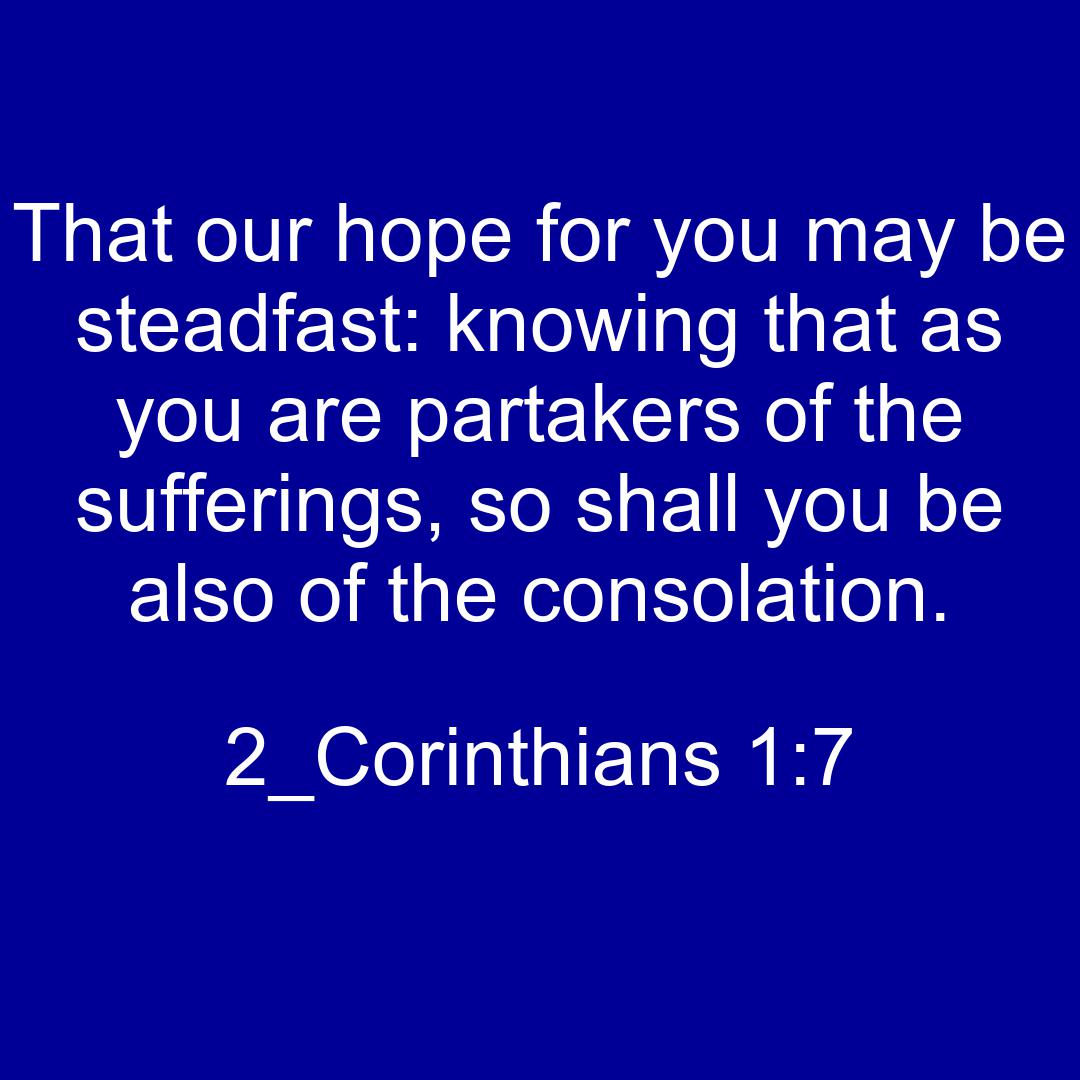 That our hope for you may be
steadfast: knowing that as
you are partakers of the
sufferings, so shall you be
also of the consolation.
2_Corinthians 1:7